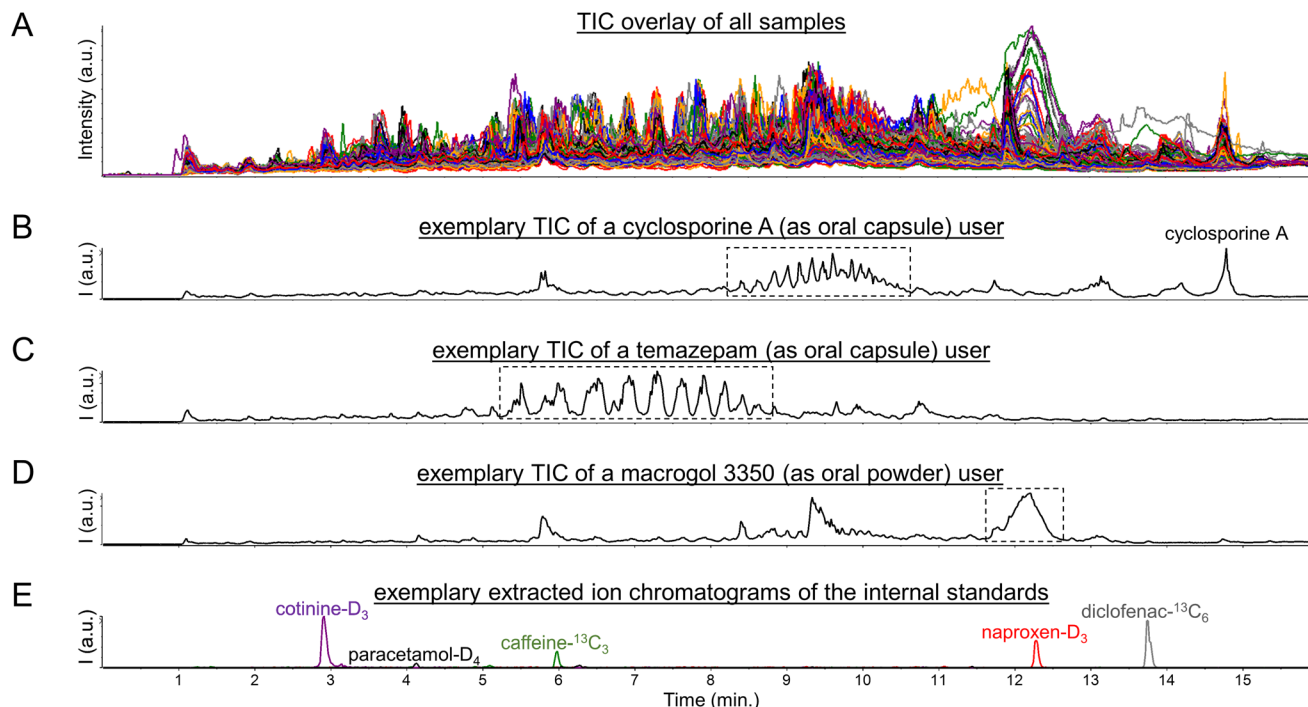 A
TIC overlay of all samples
Intensity (a.u.)
B
exemplary TIC of a cyclosporine A (as oral capsule) user
cyclosporine A
I (a.u.)
C
exemplary TIC of a temazepam (as oral capsule) user
I (a.u.)
D
exemplary TIC of a macrogol 3350 (as oral powder) user
I (a.u.)
E
exemplary extracted ion chromatograms of the internal standards
cotinine-D₃
diclofenac-¹³C₆
caffeine-¹³C₃
naproxen-D₃
paracetamol-D₄
I (a.u.)
1 2 3 4 5 6 7 8 9 10 11 12 13 14 15
Time (min.)